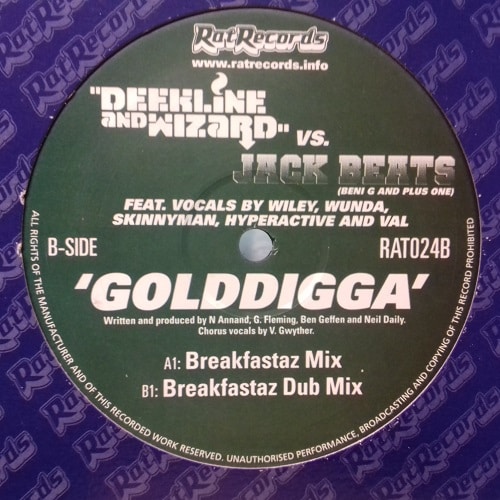 RatRecords
www.ratrecords.info
"DEEKLINE
AND WIZARD" VS.
JACK BEATS
(BENI G AND PLUS ONE)
FEAT. VOCALS BY WILEY, WUNDA,
SKINNYMAN, HYPERACTIVE AND VAL
B-SIDE
RAT024B
'GOLDDIGGA'
Written and produced by N Annand, G. Fleming, Ben Geffen and Neil Daily.
Chorus vocals by V. Gwyther.
A1: Breakfastaz Mix
B1: Breakfastaz Dub Mix
ALL RIGHTS OF THE MANUFACTURER AND OF THIS RECORDED WORK RESERVED. UNAUTHORISED PERFORMANCE, BROADCASTING AND COPYING OF THIS RECORD PROHIBITED